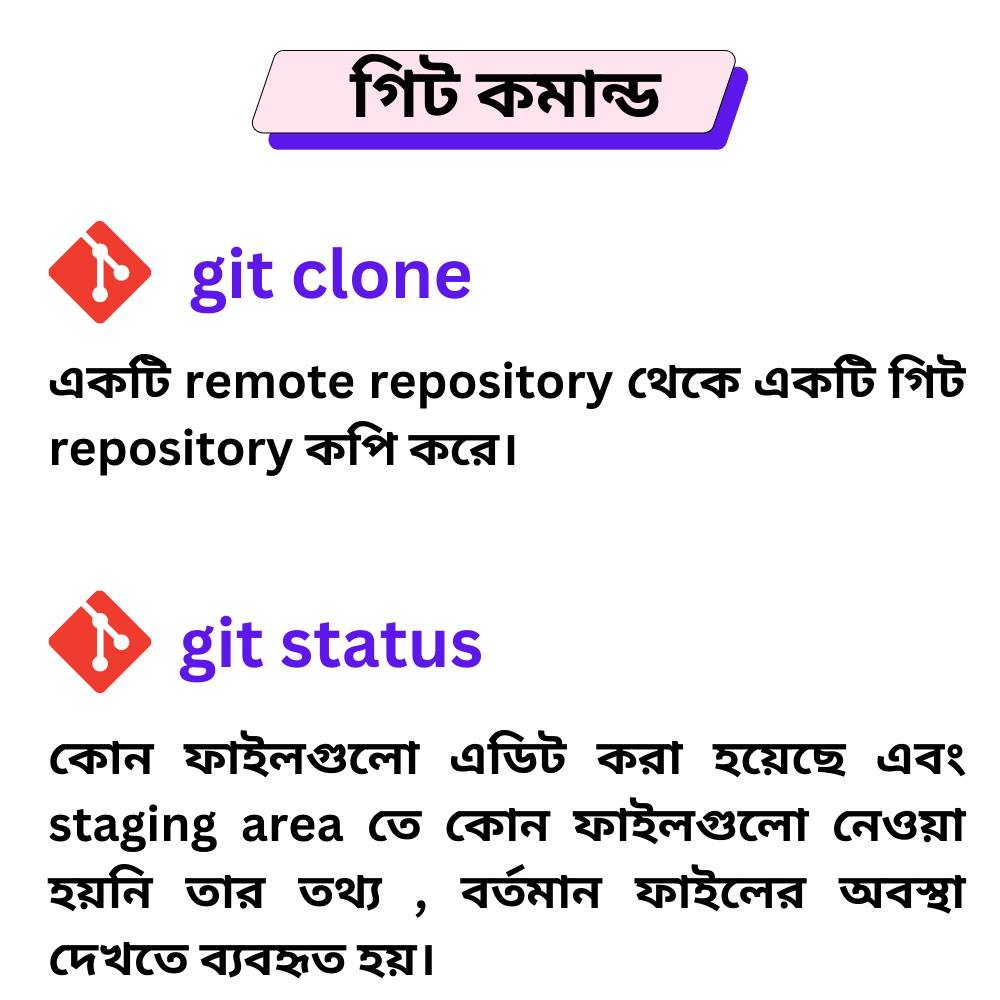 গিট কমান্ড
git clone
একটি remote repository থেকে একটি গিট
repository কপি করে।
git status
কোন ফাইলগুলো এডিট করা হয়েছে এবং
staging area তে কোন ফাইলগুলো নেওয়া
হয়নি তার তথ্য , বর্তমান ফাইলের অবস্থা
দেখতে ব্যবহৃত হয়।